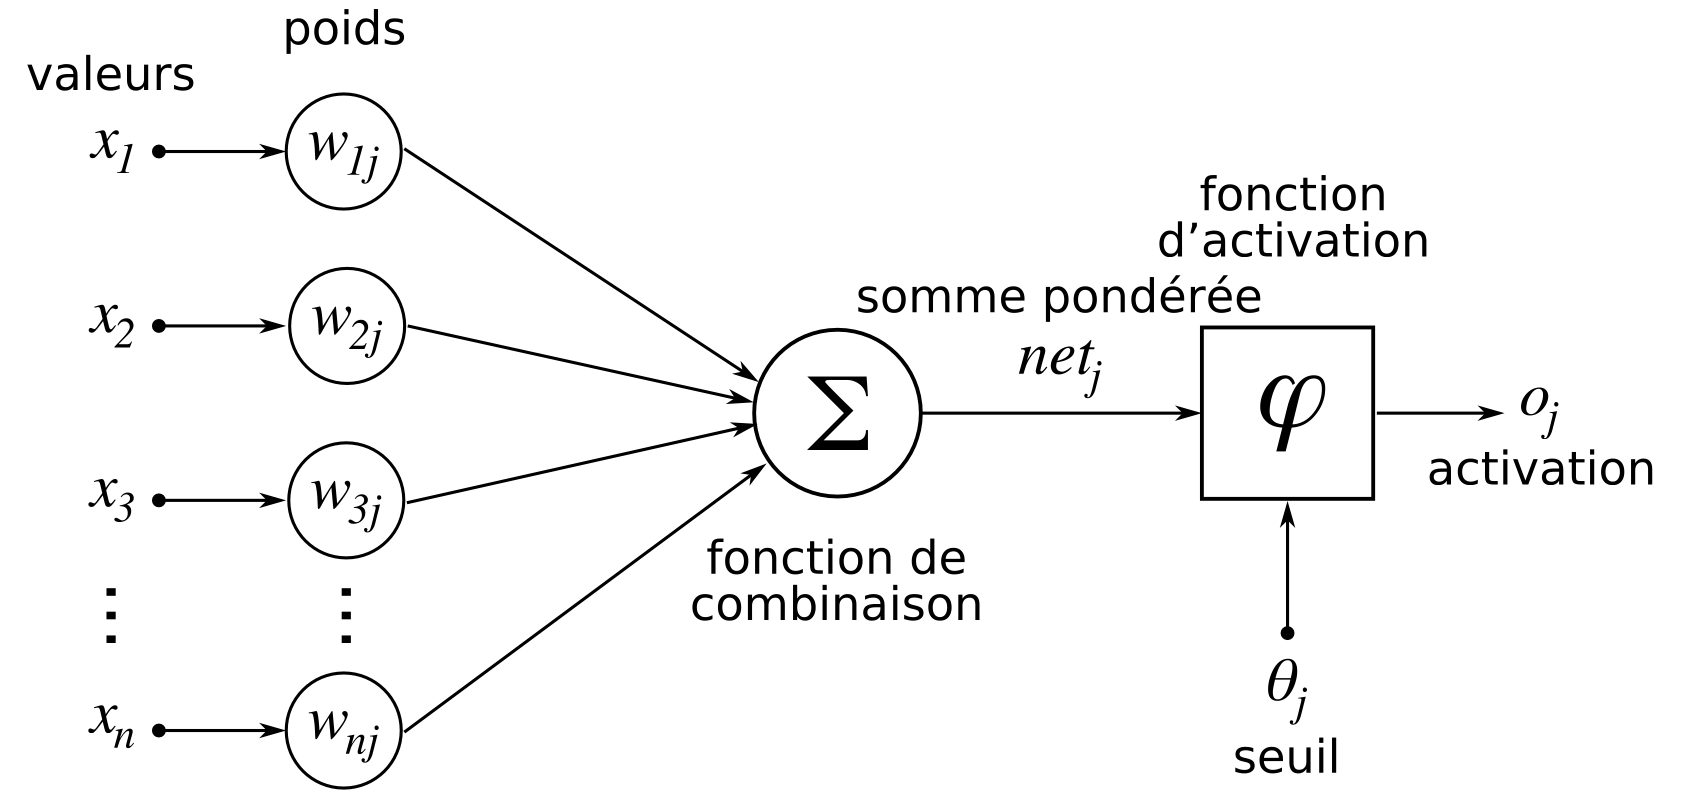 poids
valeurs
x1
w1j
x2
w2j
x3
w3j
⋮
⋮
xn
wnj
Σ
fonction de
combinaison
somme pondérée
netj
fonction
d’activation
φ
oj
activation
θj
seuil